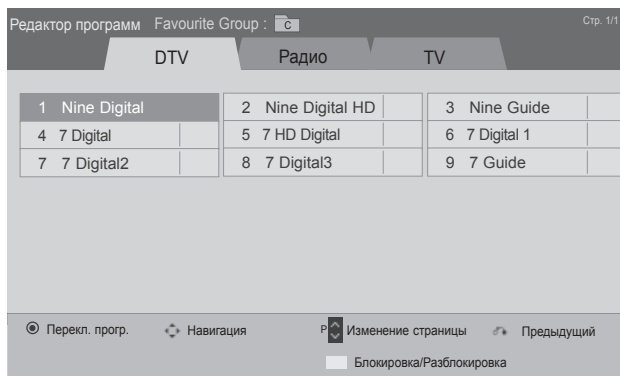 Редактор программ Favourite Group : C Стр. 1/1
DTV Радио TV
1 Nine Digital 2 Nine Digital HD 3 Nine Guide
4 7 Digital 5 7 HD Digital 6 7 Digital 1
7 7 Digital2 8 7 Digital3 9 7 Guide
Перекл. прогр. Навигация P Изменение страницы Предыдущий
Блокировка/Разблокировка